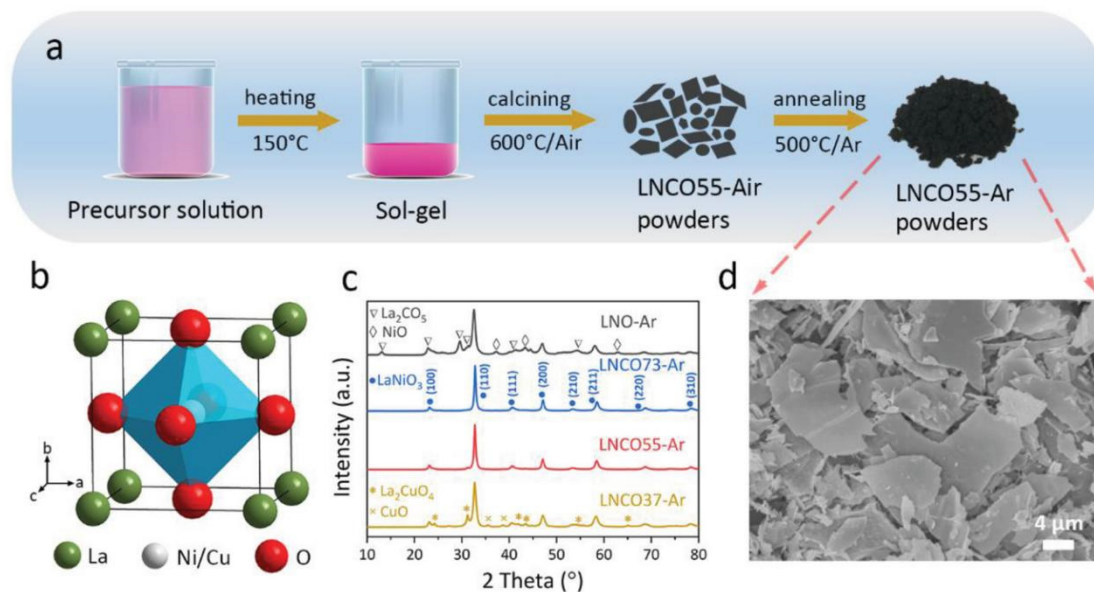 a
heating
150°C
calcining
600°C/Air
annealing
500°C/Ar
Precursor solution
Sol-gel
LNCO55-Air
powders
LNCO55-Ar
powders
b
b
a
c
La
Ni/Cu
O
c
Intensity (a.u.)
▽ La₂CO₅
◇ NiO
LNO-Ar
LNCO73-Ar
● LaNiO₃
(100)
(110)
(111)
(200)
(210)
(211)
(220)
(310)
LNCO55-Ar
* La₂CuO₄
× CuO
LNCO37-Ar
10 20 30 40 50 60 70 80
2 Theta (°)
d
4 μm